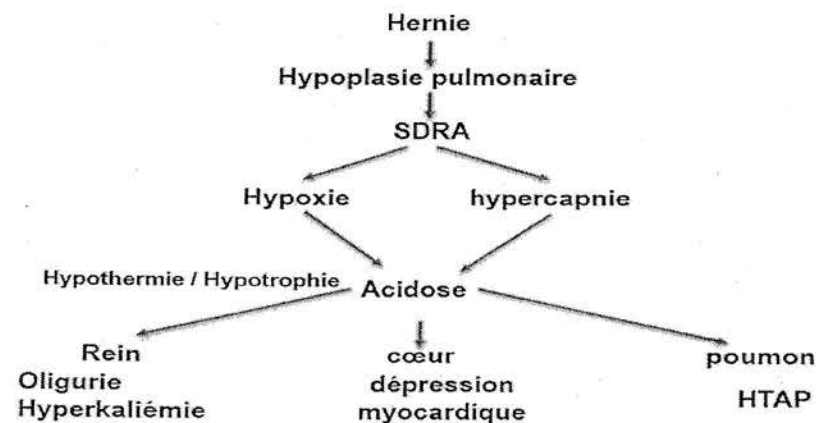 Hernie
Hypoplasie pulmonaire
SDRA
Hypoxie
hypercapnie
Hypothermie / Hypotrophie
Acidose
Rein
Oligurie
Hyperkaliémie
cœur
dépression
myocardique
poumon
HTAP